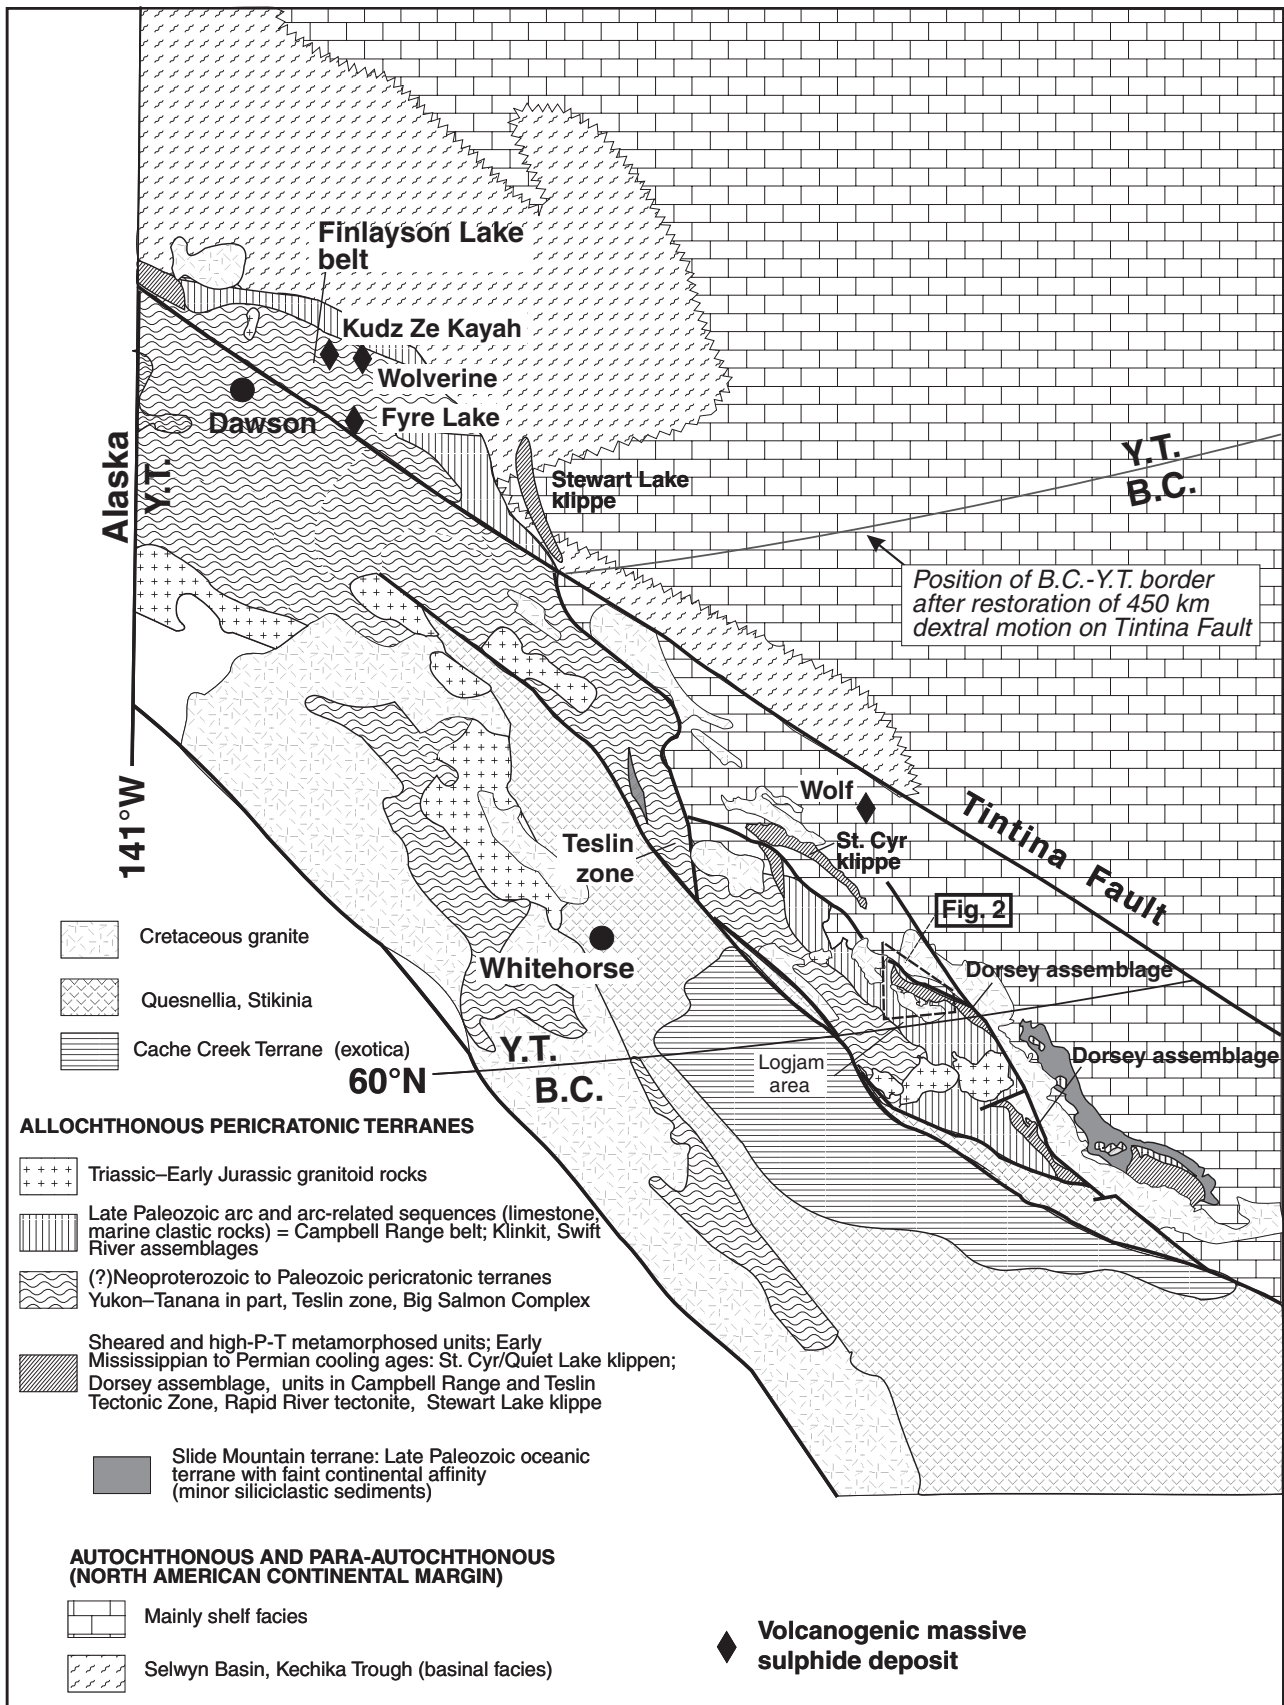 Finlayson Lake
belt
Kudz Ze Kayah
Wolverine
Dawson
Fyre Lake
Stewart Lake
klippe
Alaska
Y.T.
Y.T.
B.C.
Position of B.C.-Y.T. border
after restoration of 450 km
dextral motion on Tintina Fault
141°W
Wolf
Tintina Fault
St. Cyr
klippe
Teslin
zone
Fig. 2
Whitehorse
Dorsey assemblage
Y.T.
B.C.
60°N
Logjam
area
Dorsey assemblage
Cretaceous granite
Quesnellia, Stikinia
Cache Creek Terrane (exotica)
ALLOCHTHONOUS PERICRATONIC TERRANES
Triassic–Early Jurassic granitoid rocks
Late Paleozoic arc and arc-related sequences (limestone,
marine clastic rocks) = Campbell Range belt; Klinkit, Swift
River assemblages
(?)Neoproterozoic to Paleozoic pericratonic terranes
Yukon–Tanana in part, Teslin zone, Big Salmon Complex
Sheared and high-P-T metamorphosed units; Early
Mississippian to Permian cooling ages: St. Cyr/Quiet Lake klippen;
Dorsey assemblage, units in Campbell Range and Teslin
Tectonic Zone, Rapid River tectonite, Stewart Lake klippe
Slide Mountain terrane: Late Paleozoic oceanic
terrane with faint continental affinity
(minor siliciclastic sediments)
AUTOCHTHONOUS AND PARA-AUTOCHTHONOUS
(NORTH AMERICAN CONTINENTAL MARGIN)
Mainly shelf facies
Selwyn Basin, Kechika Trough (basinal facies)
Volcanogenic massive
sulphide deposit